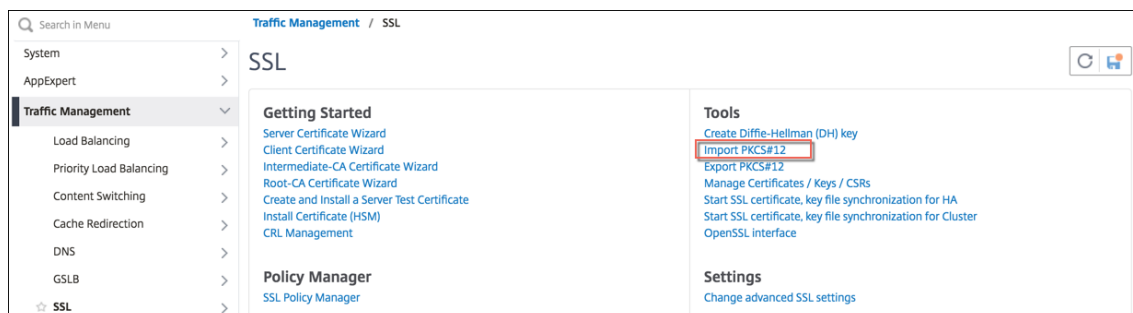 Search in Menu
System
AppExpert
Traffic Management
Load Balancing
Priority Load Balancing
Content Switching
Cache Redirection
DNS
GSLB
SSL
Traffic Management / SSL
SSL
Getting Started
Server Certificate Wizard
Client Certificate Wizard
Intermediate-CA Certificate Wizard
Root-CA Certificate Wizard
Create and Install a Server Test Certificate
Install Certificate (HSM)
CRL Management
Policy Manager
SSL Policy Manager
Tools
Create Diffie-Hellman (DH) key
Import PKCS#12
Export PKCS#12
Manage Certificates / Keys / CSRs
Start SSL certificate, key file synchronization for HA
Start SSL certificate, key file synchronization for Cluster
OpenSSL interface
Settings
Change advanced SSL settings